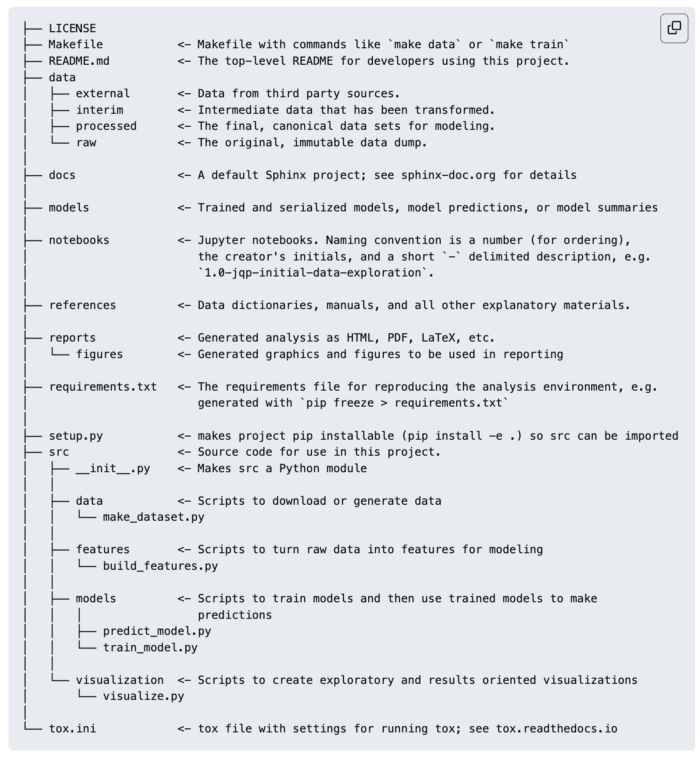 ├── LICENSE
├── Makefile           <- Makefile with commands like `make data` or `make train`
├── README.md          <- The top-level README for developers using this project.
├── data
│   ├── external       <- Data from third party sources.
│   ├── interim        <- Intermediate data that has been transformed.
│   ├── processed      <- The final, canonical data sets for modeling.
│   └── raw            <- The original, immutable data dump.
│
├── docs               <- A default Sphinx project; see sphinx-doc.org for details
│
├── models             <- Trained and serialized models, model predictions, or model summaries
│
├── notebooks          <- Jupyter notebooks. Naming convention is a number (for ordering),
│                         the creator's initials, and a short `-` delimited description, e.g.
│                         `1.0-jqp-initial-data-exploration`.
│
├── references         <- Data dictionaries, manuals, and all other explanatory materials.
│
├── reports            <- Generated analysis as HTML, PDF, LaTeX, etc.
│   └── figures        <- Generated graphics and figures to be used in reporting
│
├── requirements.txt   <- The requirements file for reproducing the analysis environment, e.g.
│                         generated with `pip freeze > requirements.txt`
│
├── setup.py           <- makes project pip installable (pip install -e .) so src can be imported
├── src                <- Source code for use in this project.
│   ├── __init__.py    <- Makes src a Python module
│   │
│   ├── data           <- Scripts to download or generate data
│   │   └── make_dataset.py
│   │
│   ├── features       <- Scripts to turn raw data into features for modeling
│   │   └── build_features.py
│   │
│   ├── models         <- Scripts to train models and then use trained models to make
│   │   │                 predictions
│   │   ├── predict_model.py
│   │   └── train_model.py
│   │
│   └── visualization  <- Scripts to create exploratory and results oriented visualizations
│       └── visualize.py
│
└── tox.ini            <- tox file with settings for running tox; see tox.readthedocs.io